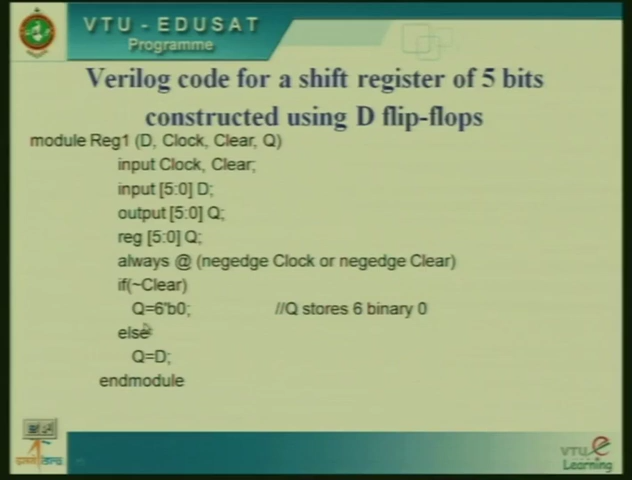 VTU - EDUSAT
Programme
Verilog code for a shift register of 5 bits
constructed using D flip-flops
module Reg1 (D, Clock, Clear, Q)
input Clock, Clear;
input [5:0] D;
output [5:0] Q;
reg [5:0] Q;
always @ (negedge Clock or negedge Clear)
if(~Clear)
Q=6'b0; //Q stores 6 binary 0
else
Q=D;
endmodule
VTU e
Learning